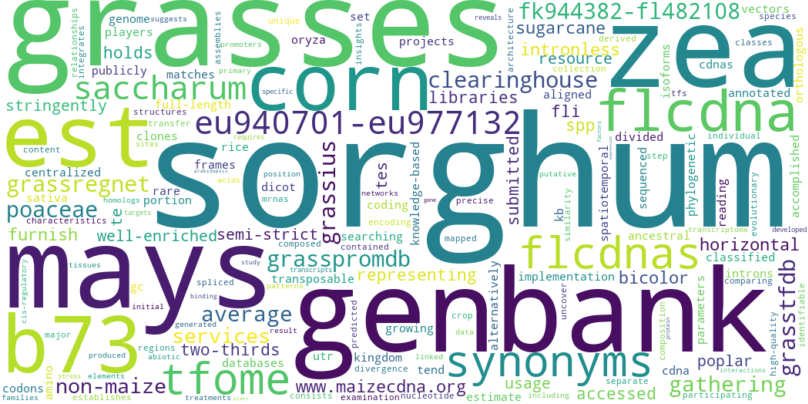 grasses
zea
sorghum
genbank
mays
corn
est
b73
flcdna
flcdnas
tfome
synonyms
saccharum
clearinghouse
eu940701-eu977132
fk944382-fl482108
grassius
grassregnet
grasspromdb
grasstfdb
poaceae
te
tes
furnish
well-enriched
semi-strict
average
services
two-thirds
non-maize
www.maizecdna.org
gathering
accessed
usage
estimate
poplar
bicolor
horizontal
submitted
representing
transposable
searching
coding
knowledge-based
libraries
intronless
sugarcane
resource
fli
spp
kb
divided
sequenced
spatiotemporal
phylogenetic
reading
individual
evolutionary
accomplished
orthologous
annotated
isoforms
cdnas
derived
collection
tfs
unique
primary
specific
suggests
promoters
insights
architecture
reveals
classes
species
vectors
projects
set
oryza
genome
players
holds
integrates
relationships
assemblies
publicly
matches
stringently
full-length
structures
transfer
clones
sites
requires
content
centralized
sativa
rice
frames
acids
position
rare
dicot
arabidopsis
homologs
targets
mrnas
networks
gene
precise
portion
characteristics
encoding
mapped
composed
contained
transcripts
patterns
study
kingdom
divergence
linked
predicted
growing
crop
data
databases
utr
tend
cdna
including
examination
nucleotide
consists
result
initial
generated
binding
cis-regulatory
tissues
spliced
gc
major
produced
regions
abiotic
codons
amino
stress
elements
families
establishes
treatments
plant
alternatively
implementation
aligned
similarity
putative
factors
expression
step
transcriptome
developed
ancestral
classified
introns
comparing
uncover
parameters
composition
separate
protein
interactions
high-quality
identifiable
participating